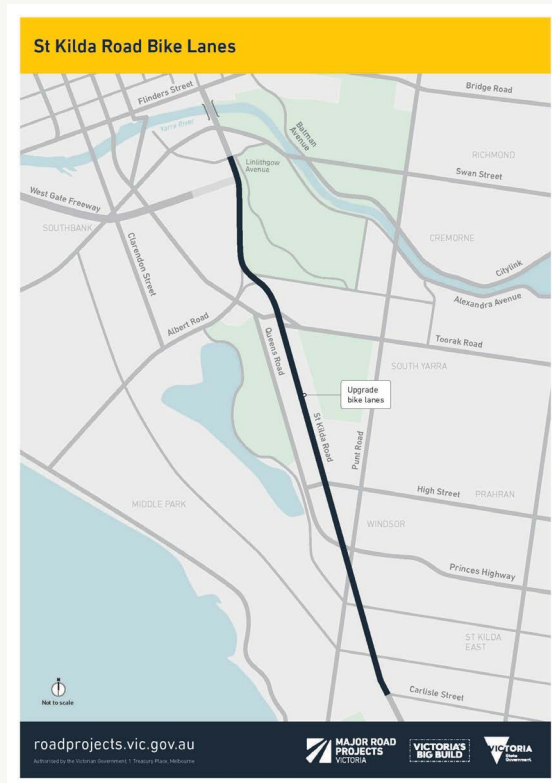 St Kilda Road Bike Lanes
Flinders Street
Bridge Road
Yarra River
Batman
Avenue
RICHMOND
Linlithgow
Avenue
Swan Street
West Gate Freeway
SOUTHBANK
CREMORNE
Clarendon Street
Citylink
Alexandra Avenue
Albert Road
Queens Road
Toorak Road
SOUTH YARRA
Upgrade
bike lanes
St Kilda Road
Punt Road
High Street
PRAHRAN
MIDDLE PARK
WINDSOR
Princes Highway
ST KILDA
EAST
Carlisle Street
N
Not to scale
roadprojects.vic.gov.au
Authorised by the Victorian Government, 1 Treasury Place, Melbourne
MAJOR ROAD
PROJECTS
VICTORIA
VICTORIA'S
BIG BUILD
VICTORIA
State
Government